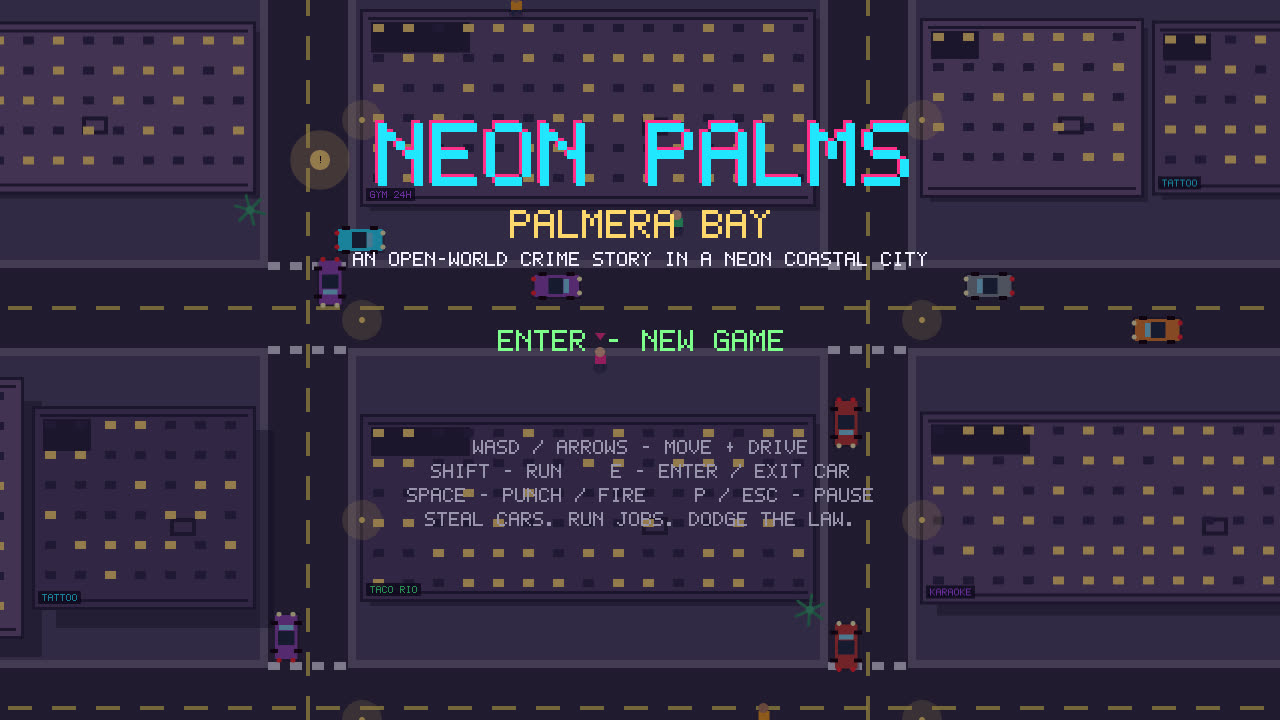 GYM 24H
TATTOO
NEON PALMS
PALMERA BAY
AN OPEN-WORLD CRIME STORY IN A NEON COASTAL CITY
!
ENTER - NEW GAME
WASD / ARROWS - MOVE + DRIVE
SHIFT - RUN E - ENTER / EXIT CAR
SPACE - PUNCH / FIRE P / ESC - PAUSE
STEAL CARS. RUN JOBS. DODGE THE LAW.
TATTOO
TACO RIO
KARAOKE